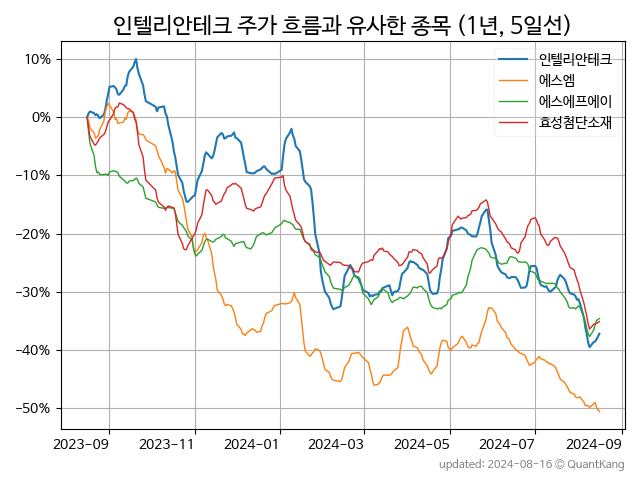 인텔리안테크 주가 흐름과 유사한 종목 (1년, 5일선)
인텔리안테크
에스엠
에스에프에이
효성첨단소재
10%
0%
−10%
−20%
−30%
−40%
−50%
2023-09 2023-11 2024-01 2024-03 2024-05 2024-07 2024-09
updated: 2024-08-16 © QuantKang